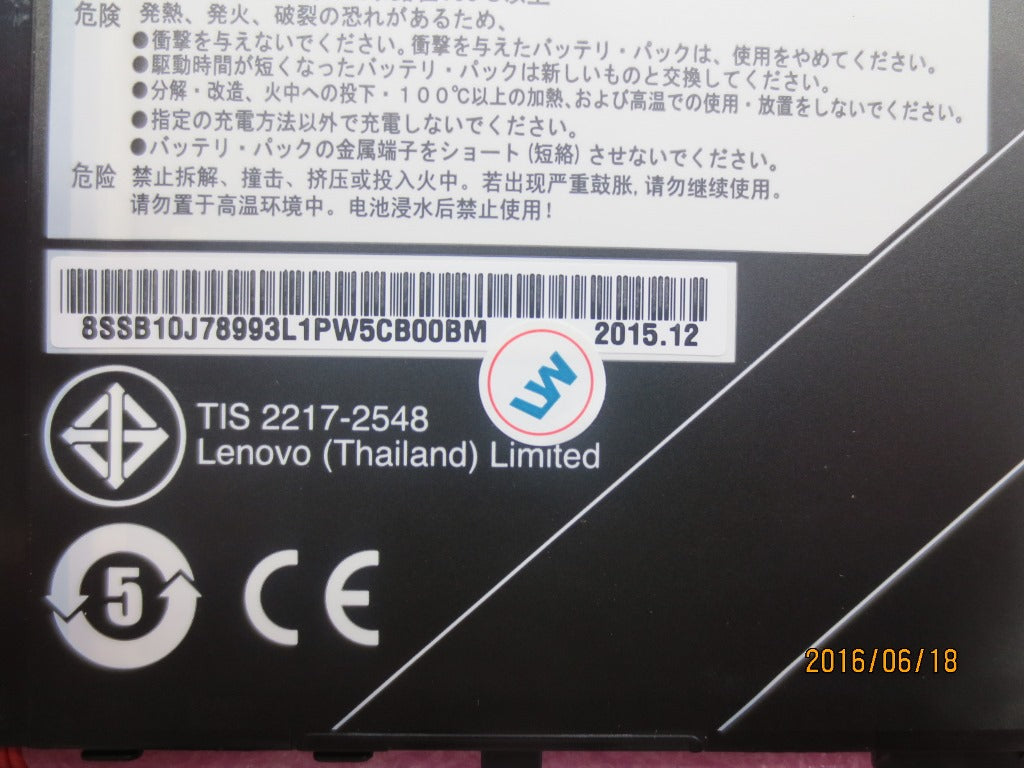 危険 発熱、発火、破裂の恐れがあるため、
●衝撃を与えないでください。衝撃を与えたバッテリ・パックは、使用をやめてください。
●駆動時間が短くなったバッテリ・パックは新しいものと交換してください。
●分解・改造、火中への投下・100℃以上の加熱、および高温での使用・放置をしないでください。
●指定の充電方法以外で充電しないでください。
●バッテリ・パックの金属端子をショート(短絡)させないでください。
危险 禁止拆解、撞击、挤压或投入火中。若出现严重鼓胀,请勿继续使用。
请勿置于高温环境中。电池浸水后禁止使用!
8SSB10J78993L1PW5CB00BM 2015.12
LW
TIS 2217-2548
Lenovo (Thailand) Limited
5 CE
2016/06/18